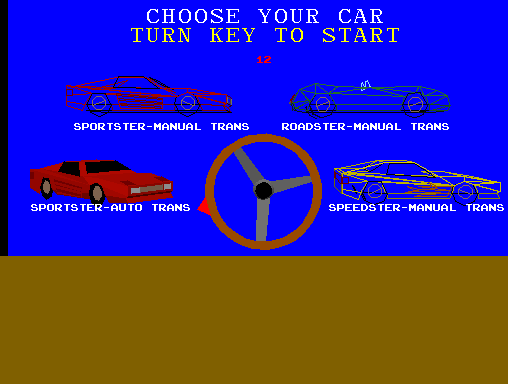 CHOOSE YOUR CAR
TURN KEY TO START
12
SPORTSTER-MANUAL TRANS
ROADSTER-MANUAL TRANS
SPORTSTER-AUTO TRANS
SPEEDSTER-MANUAL TRANS